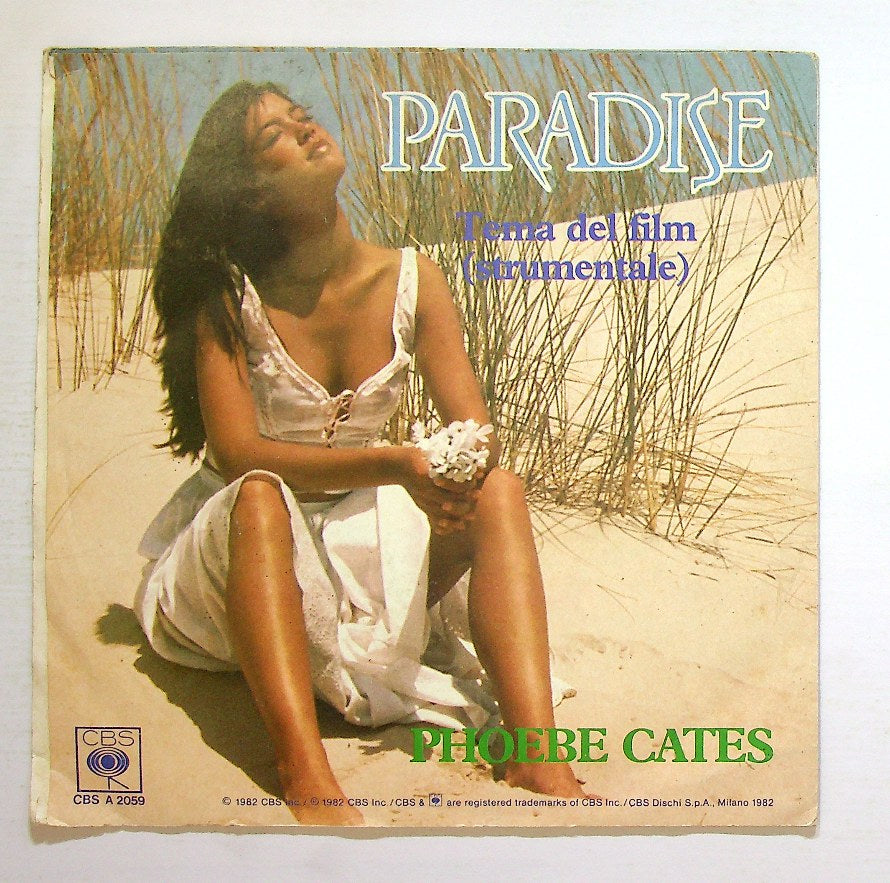 PARADISE
Tema del film
(strumentale)
PHOEBE CATES
CBS
CBS A 2059
© 1982 CBS Inc. / ℗ 1982 CBS Inc. / CBS & are registered trademarks of CBS Inc. / CBS Dischi S.p.A., Milano 1982